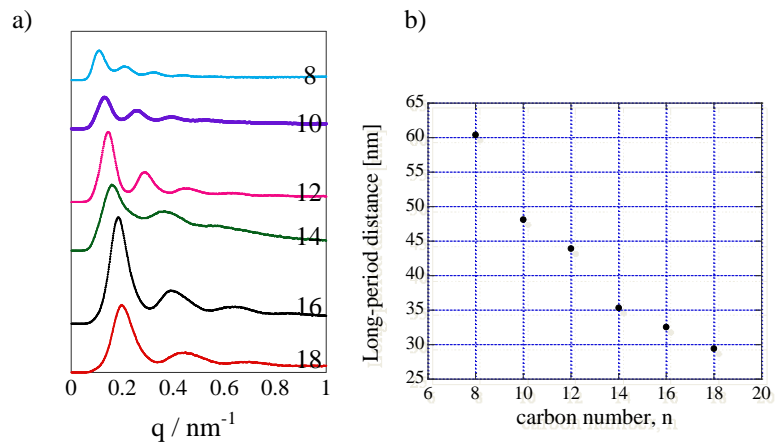 a)
8
10
12
14
16
18
0 0.2 0.4 0.6 0.8 1
q / nm-1
b)
Long-period distance [nm]
65
60
55
50
45
40
35
30
25
6 8 10 12 14 16 18 20
carbon number, n